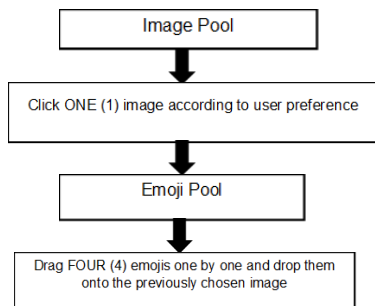 Image Pool
Click ONE (1) image according to user preference
Emoji Pool
Drag FOUR (4) emojis one by one and drop them
onto the previously chosen image